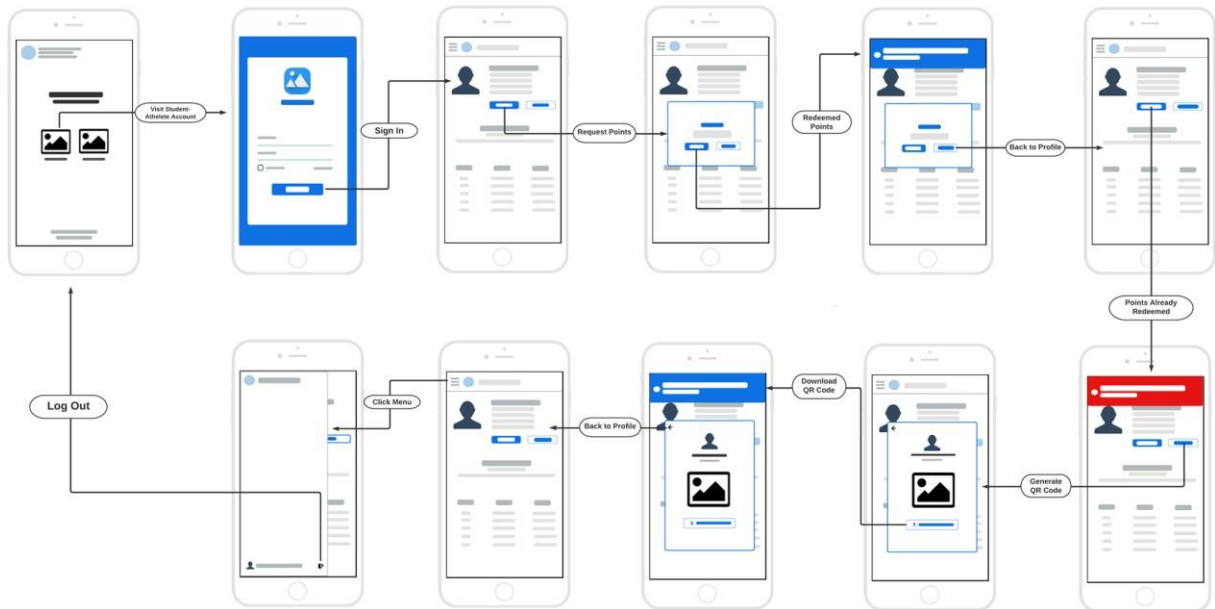 Visit Student-
Athelete Account
Sign In
Request Points
Redeemed
Points
Back to Profile
Points Already
Redeemed
Generate
QR Code
Download
QR Code
Back to Profile
Click Menu
Log Out